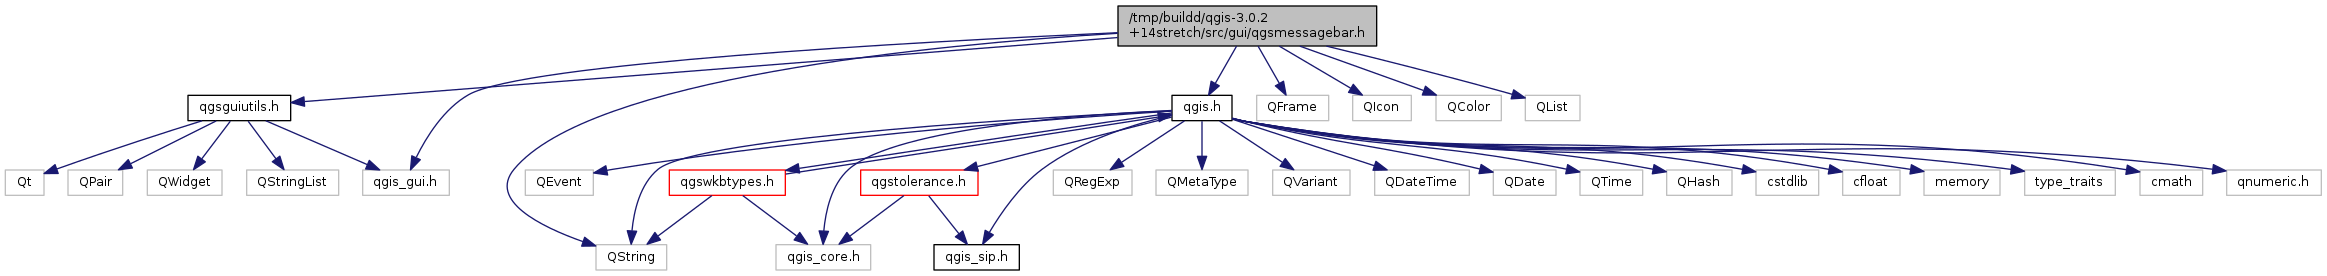 /tmp/buildd/qgis-3.0.2
+14stretch/src/gui/qgsmessagebar.h
qgsguiutils.h
qgis.h
QFrame
QIcon
QColor
QList
Qt
QPair
QWidget
QStringList
qgis_gui.h
QEvent
qgswkbtypes.h
qgstolerance.h
QRegExp
QMetaType
QVariant
QDateTime
QDate
QTime
QHash
cstdlib
cfloat
memory
type_traits
cmath
qnumeric.h
QString
qgis_core.h
qgis_sip.h